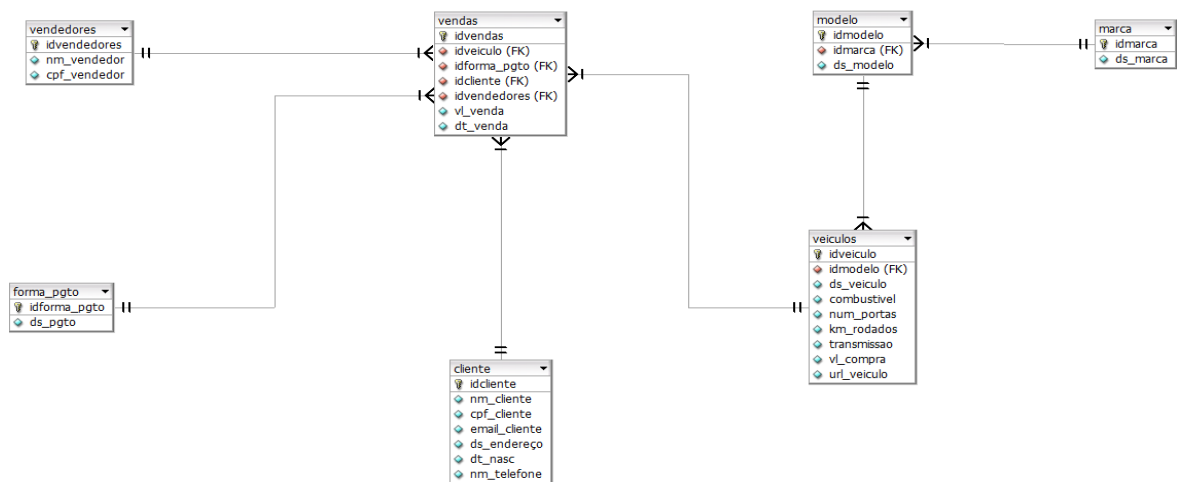 vendedores
idvendedores
nm_vendedor
cpf_vendedor
vendas
idvendas
idveiculo (FK)
idforma_pgto (FK)
idcliente (FK)
idvendedores (FK)
vl_venda
dt_venda
modelo
idmodelo
idmarca (FK)
ds_modelo
marca
idmarca
ds_marca
forma_pgto
idforma_pgto
ds_pgto
cliente
idcliente
nm_cliente
cpf_cliente
email_cliente
ds_endereço
dt_nasc
nm_telefone
veiculos
idveiculo
idmodelo (FK)
ds_veiculo
combustivel
num_portas
km_rodados
transmissao
vl_compra
url_veiculo